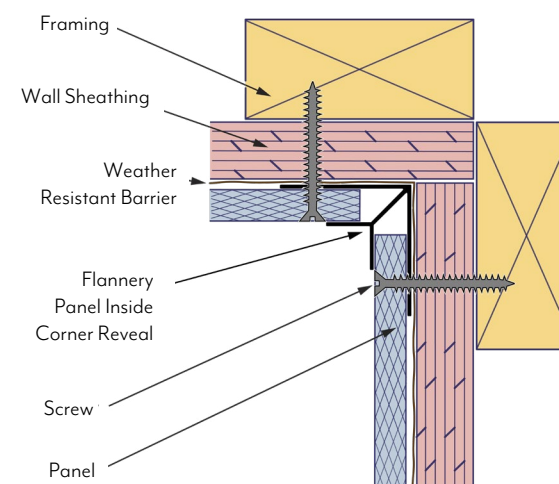 Framing
Wall Sheathing
Weather
Resistant Barrier
Flannery
Panel Inside
Corner Reveal
Screw
Panel